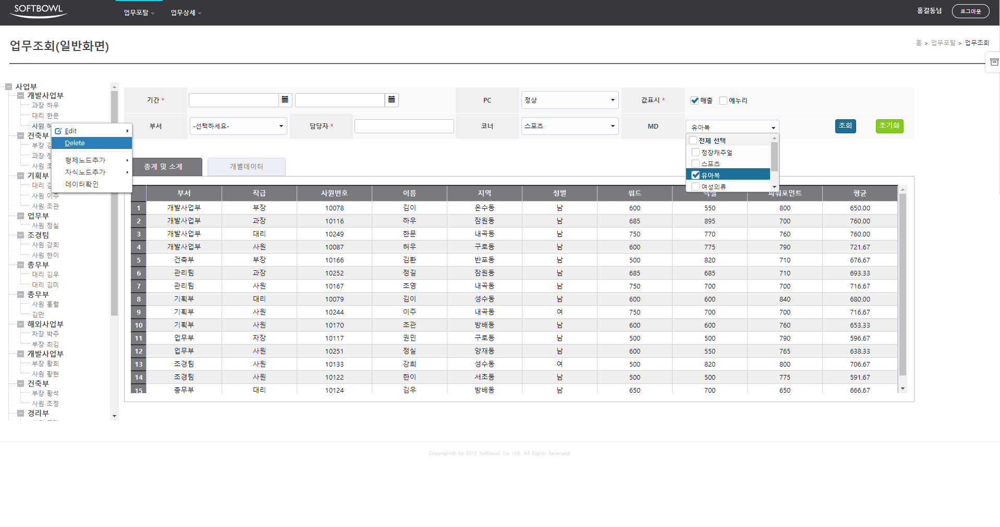 SOFTBOWL
업무포탈 업무상세
홍길동님 로그아웃
업무조회(일반화면)
홈 > 업무포탈 > 업무조회
사업부
개발사업부
과장 하우
대리 한문
사원
건축부
부장
과장
사원
기획부
대리
사원 이주
사원 조관
업무부
사원 정실
조경팀
사원 강희
사원 한이
총무부
대리 김우
대리 김미
총무부
사원 홍렬
김만
해외사업부
차장 박주
부장 최김
개발사업부
부장 황희
사원 황현
건축부
부장 황석
사원 조정
경리부
Edit
Delete
형제노드추가
자식노드추가
데이터확인
기간 * PC 정상 값표시 * 매출 에누리
부서 -선택하세요- 담당자 * 코너 스포츠 MD 유아복 조회 초기화
전체 선택
정장캐주얼
스포츠
유아복
여성의류
총계 및 소계 개별데이터
부서 직급 사원번호 이름 지역 성별 워드 엑셀 파워포인트 평균
1 개발사업부 부장 10078 김이 온수동 남 600 550 800 650.00
2 개발사업부 과장 10116 하우 잠원동 남 685 895 700 760.00
3 개발사업부 대리 10249 한문 내곡동 남 750 770 760 760.00
4 개발사업부 사원 10087 허우 구로동 남 600 775 790 721.67
5 건축부 부장 10166 김환 반포동 남 500 820 710 676.67
6 관리팀 과장 10252 정길 잠원동 남 685 685 710 693.33
7 관리팀 사원 10167 조영 내곡동 남 750 700 700 716.67
8 기획부 대리 10079 김이 성수동 남 600 600 840 680.00
9 기획부 사원 10244 이주 내곡동 여 750 700 700 716.67
10 기획부 사원 10170 조관 방배동 남 600 600 760 653.33
11 업무부 차장 10117 권민 구로동 남 500 500 790 596.67
12 업무부 사원 10251 정실 양재동 남 600 550 765 638.33
13 조경팀 사원 10133 강희 성수동 여 500 820 800 706.67
14 조경팀 사원 10122 한이 서초동 남 500 500 775 591.67
15 총무부 대리 10124 김우 방배동 남 650 700 650 666.67
Copyright© by 2015 Softbowl. Co. Ltd., All Rights Reserved.